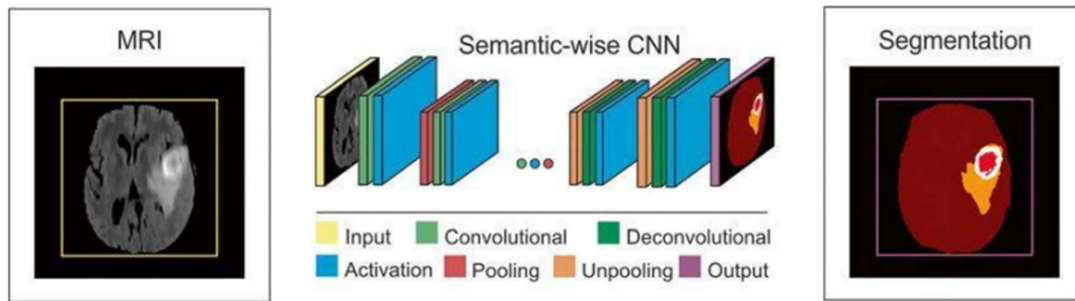 MRI
Semantic-wise CNN
Segmentation
Input Convolutional Deconvolutional
Activation Pooling Unpooling Output